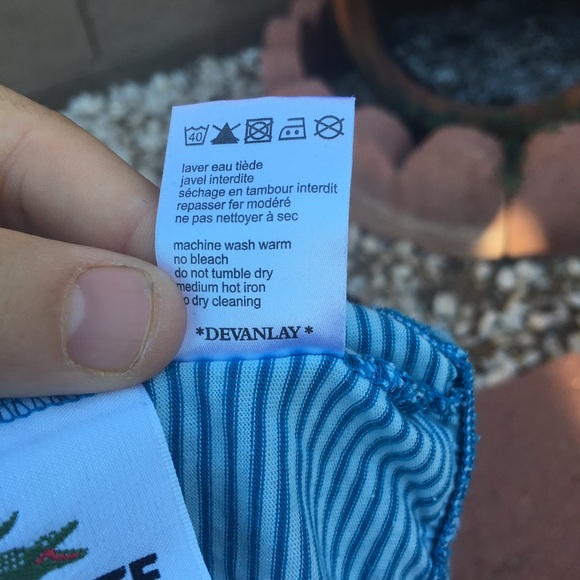 40
laver eau tiède
javel interdite
séchage en tambour interdit
repasser fer modéré
ne pas nettoyer à sec
machine wash warm
no bleach
do not tumble dry
medium hot iron
dry cleaning
*DEVANLAY*